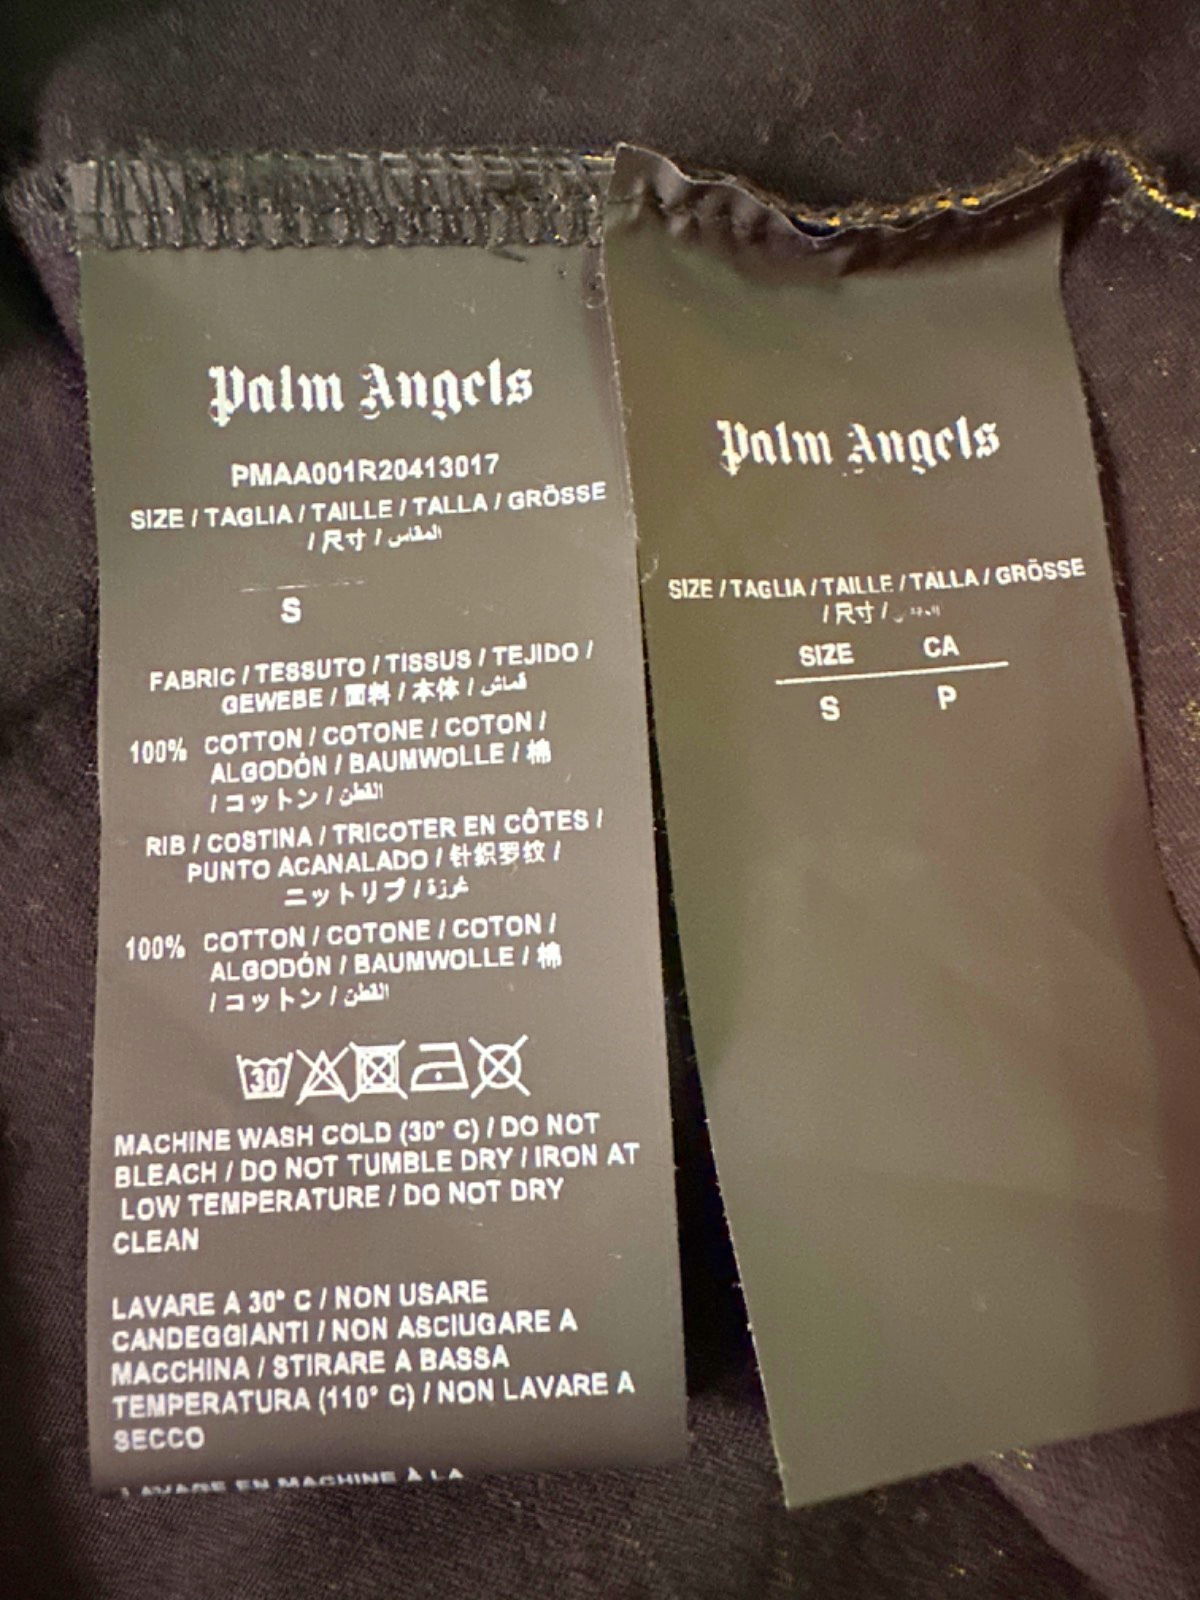 Palm Angels
PMAA001R20413017
SIZE / TAGLIA / TAILLE / TALLA / GRÖSSE
/ 尺寸 / المقاس
S
FABRIC / TESSUTO / TISSUS / TEJIDO /
GEWEBE / 面料 / 本体 / قماش
100% COTTON / COTONE / COTON /
ALGODÓN / BAUMWOLLE / 棉
/ コットン / القطن
RIB / COSTINA / TRICOTER EN CÔTES /
PUNTO ACANALADO / 针织罗纹 /
ニットリブ / غرزة
100% COTTON / COTONE / COTON /
ALGODÓN / BAUMWOLLE / 棉
/ コットン / القطن
30
MACHINE WASH COLD (30° C) / DO NOT
BLEACH / DO NOT TUMBLE DRY / IRON AT
LOW TEMPERATURE / DO NOT DRY
CLEAN
LAVARE A 30° C / NON USARE
CANDEGGIANTI / NON ASCIUGARE A
MACCHINA / STIRARE A BASSA
TEMPERATURA (110° C) / NON LAVARE A
SECCO
LAVAGE EN MACHINE À LA
Palm Angels
SIZE / TAGLIA / TAILLE / TALLA / GRÖSSE
/ 尺寸 /
SIZE CA
S P